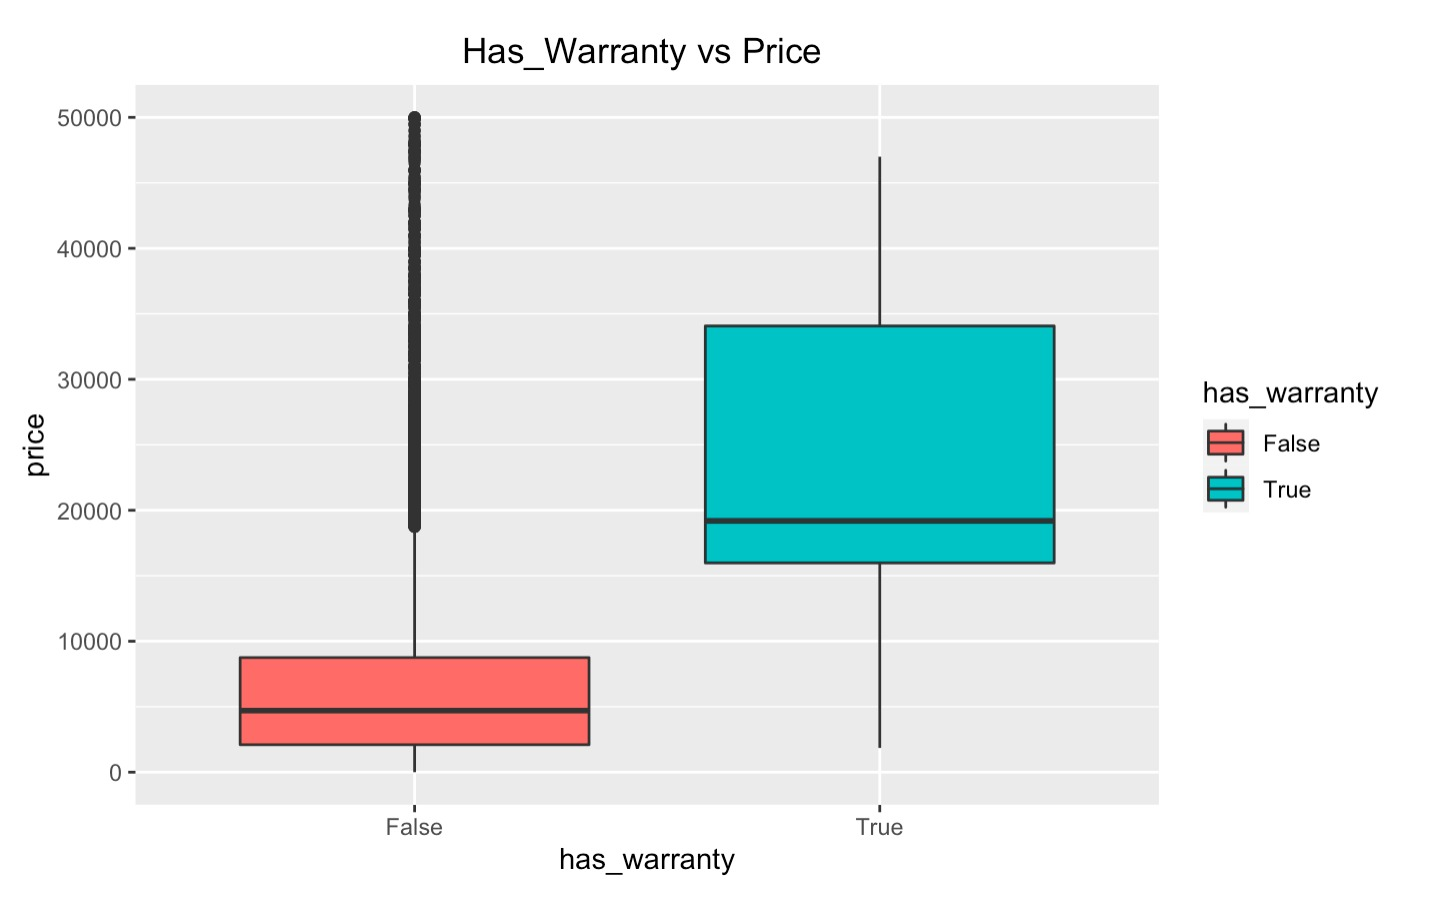 Has_Warranty vs Price
50000
40000
30000
20000
10000
0
price
False
True
has_warranty
has_warranty
False
True